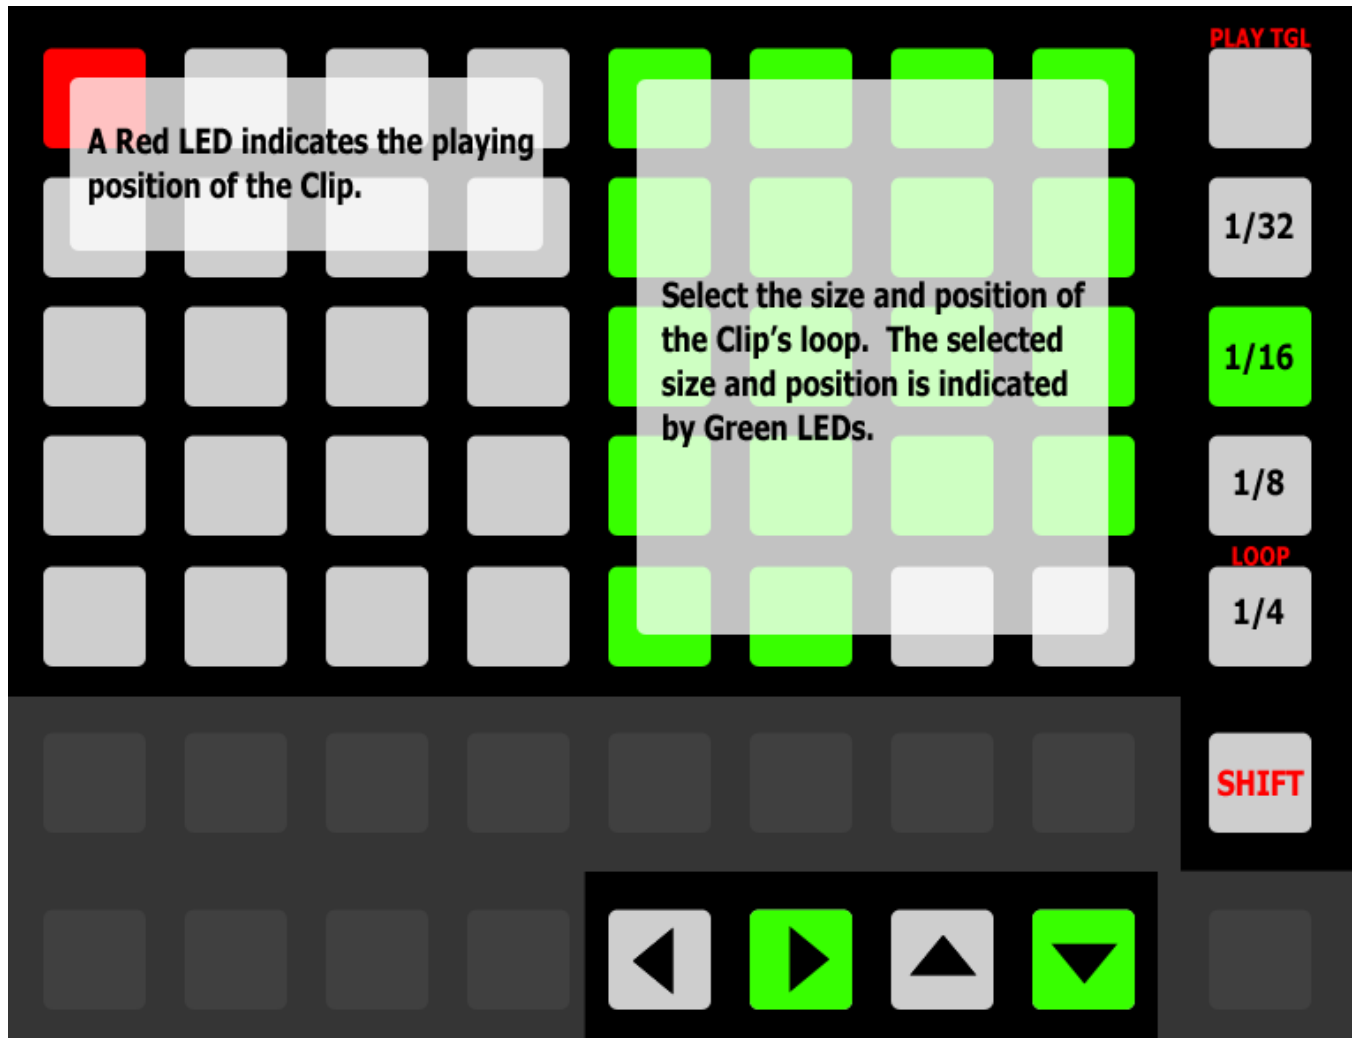 PLAY TGL
A Red LED indicates the playing
position of the Clip.
1/32
Select the size and position of
the Clip's loop.  The selected
size and position is indicated
by Green LEDs.
1/16
1/8
LOOP
1/4
SHIFT